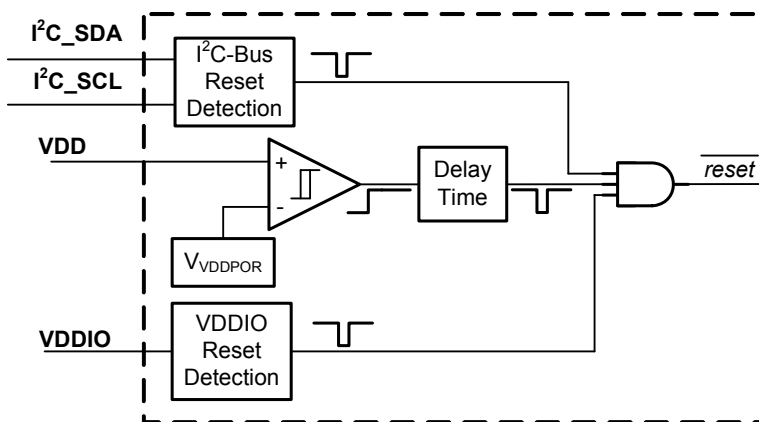 I²C_SDA
I²C_SCL
I²C-Bus
Reset
Detection
VDD
+
-
V_VDDPOR
Delay
Time
reset
VDDIO
VDDIO
Reset
Detection